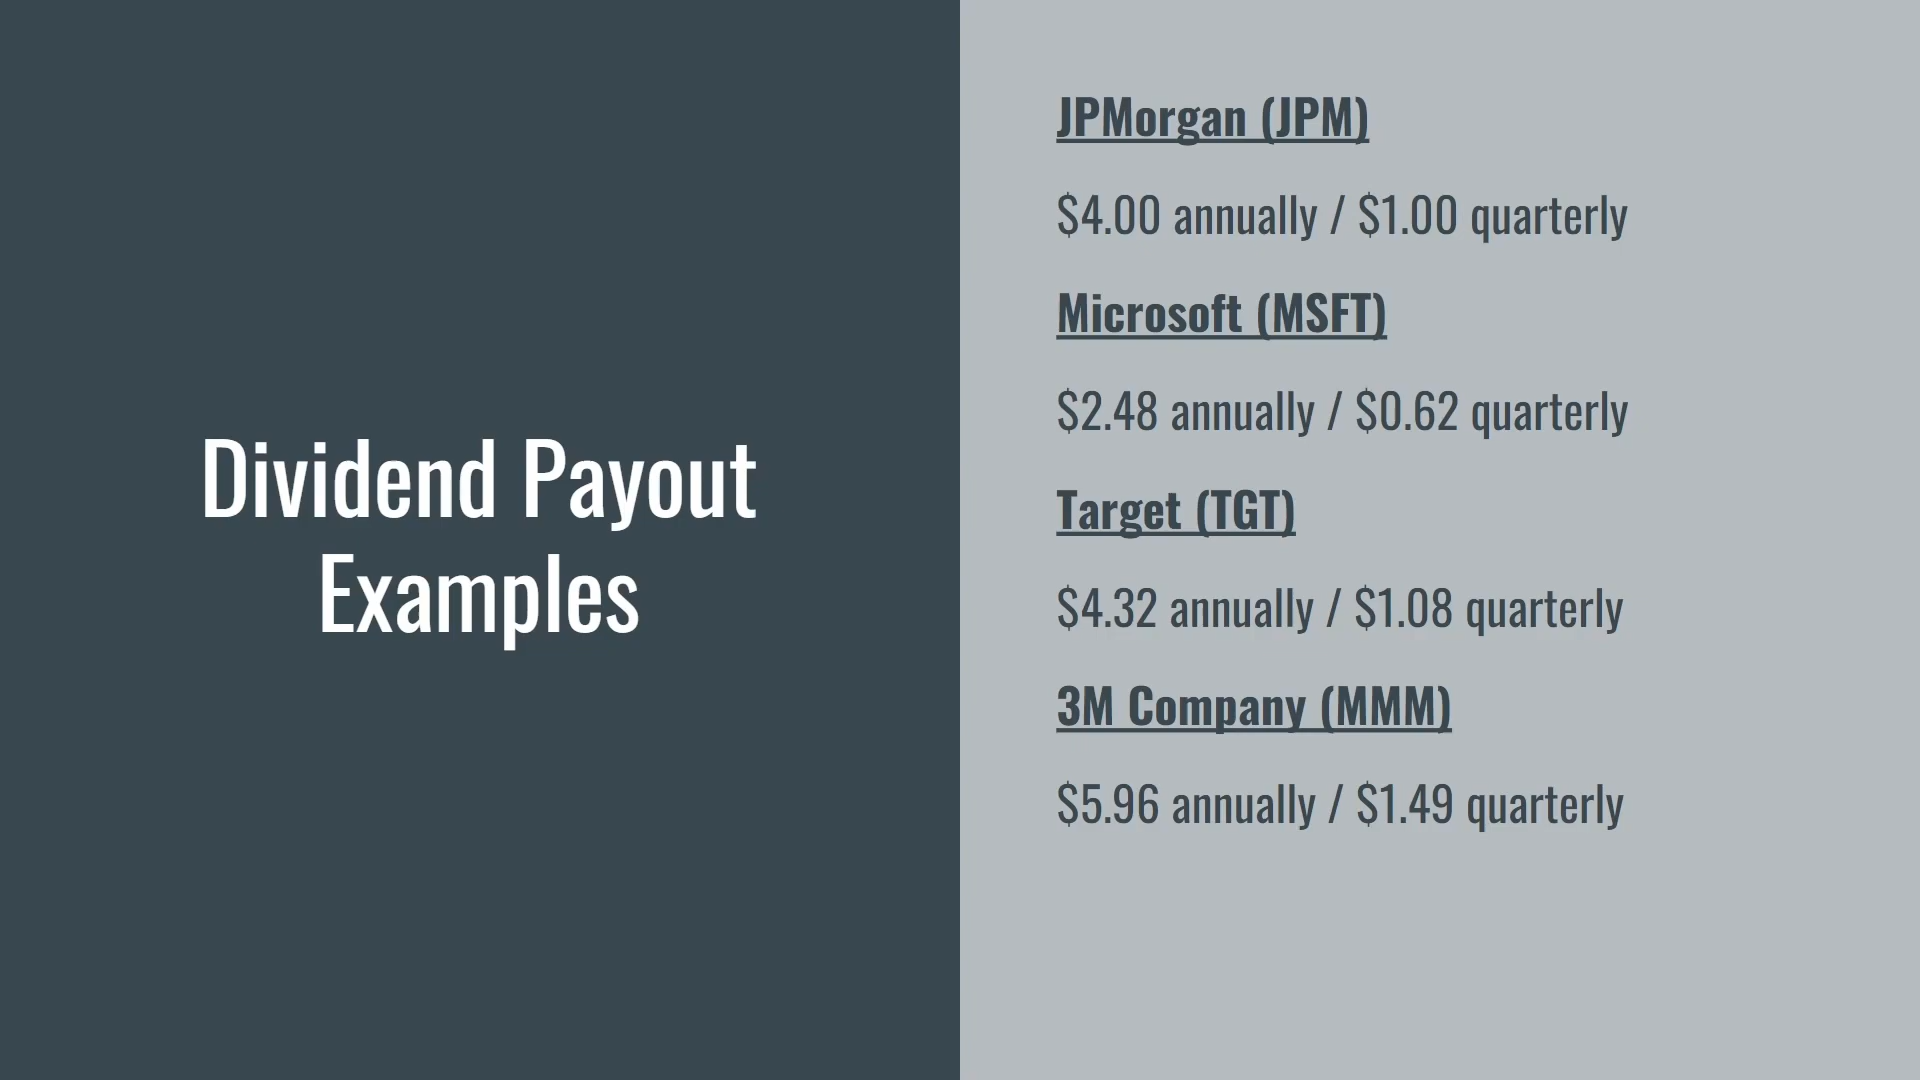 Dividend Payout
Examples
JPMorgan (JPM)
$4.00 annually / $1.00 quarterly
Microsoft (MSFT)
$2.48 annually / $0.62 quarterly
Target (TGT)
$4.32 annually / $1.08 quarterly
3M Company (MMM)
$5.96 annually / $1.49 quarterly